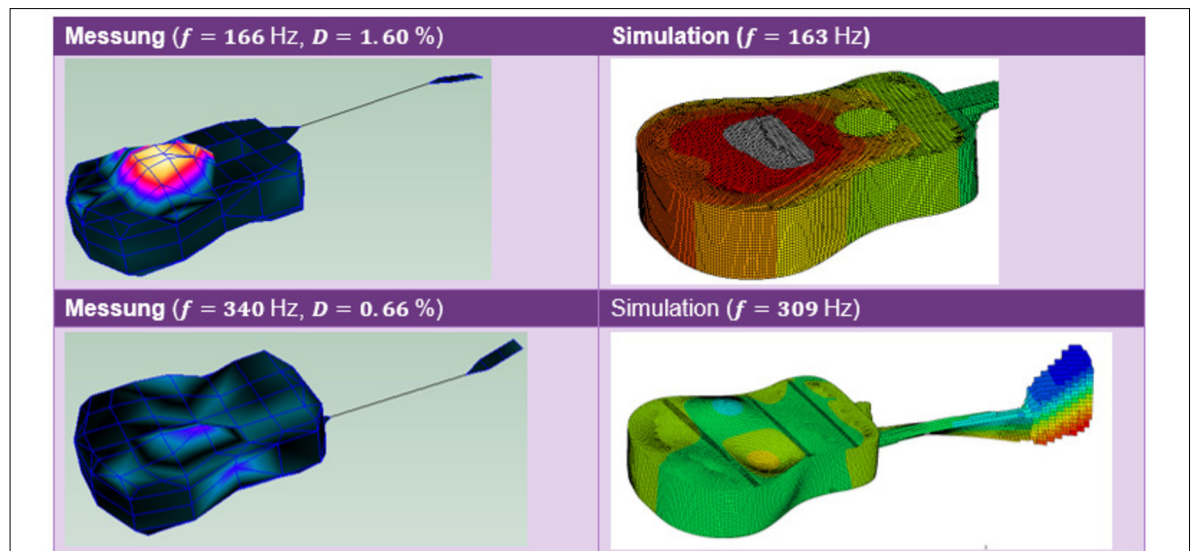 Messung (f = 166 Hz, D = 1.60 %)
Simulation (f = 163 Hz)
Messung (f = 340 Hz, D = 0.66 %)
Simulation (f = 309 Hz)